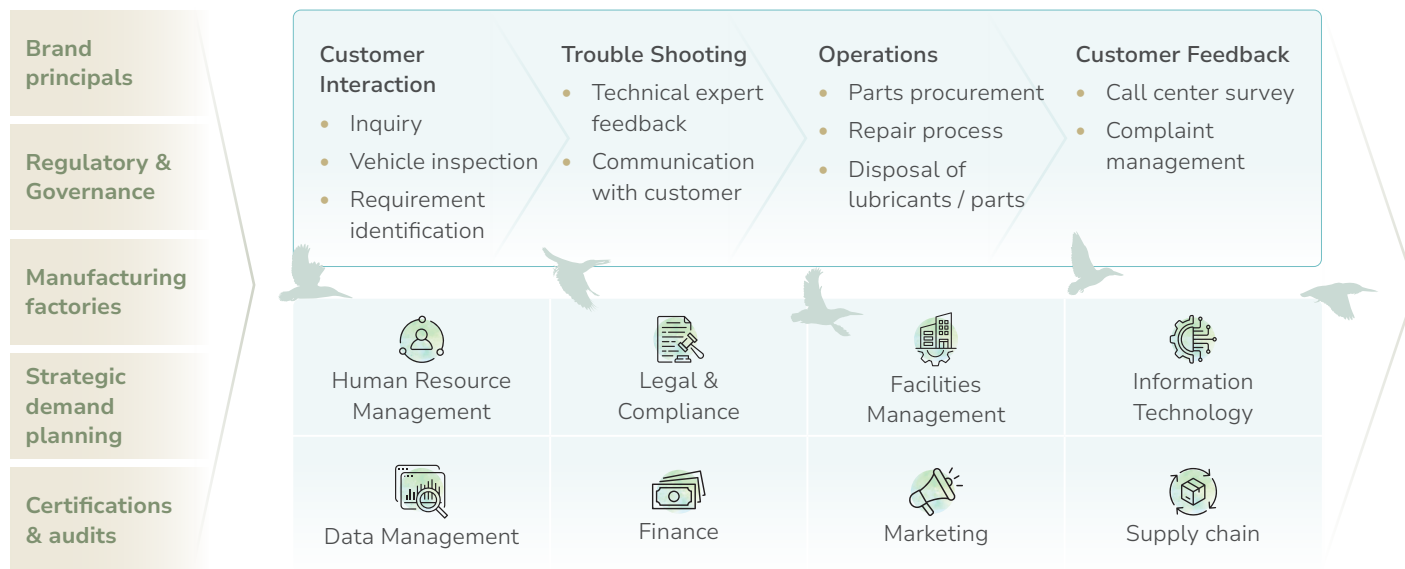 Brand
principals
Regulatory &
Governance
Manufacturing
factories
Strategic
demand
planning
Certifications
& audits
Customer
Interaction
• Inquiry
• Vehicle inspection
• Requirement
identification
Trouble Shooting
• Technical expert
feedback
• Communication
with customer
Operations
• Parts procurement
• Repair process
• Disposal of
lubricants / parts
Customer Feedback
• Call center survey
• Complaint
management
Human Resource
Management
Legal &
Compliance
Facilities
Management
Information
Technology
Data Management
Finance
Marketing
Supply chain